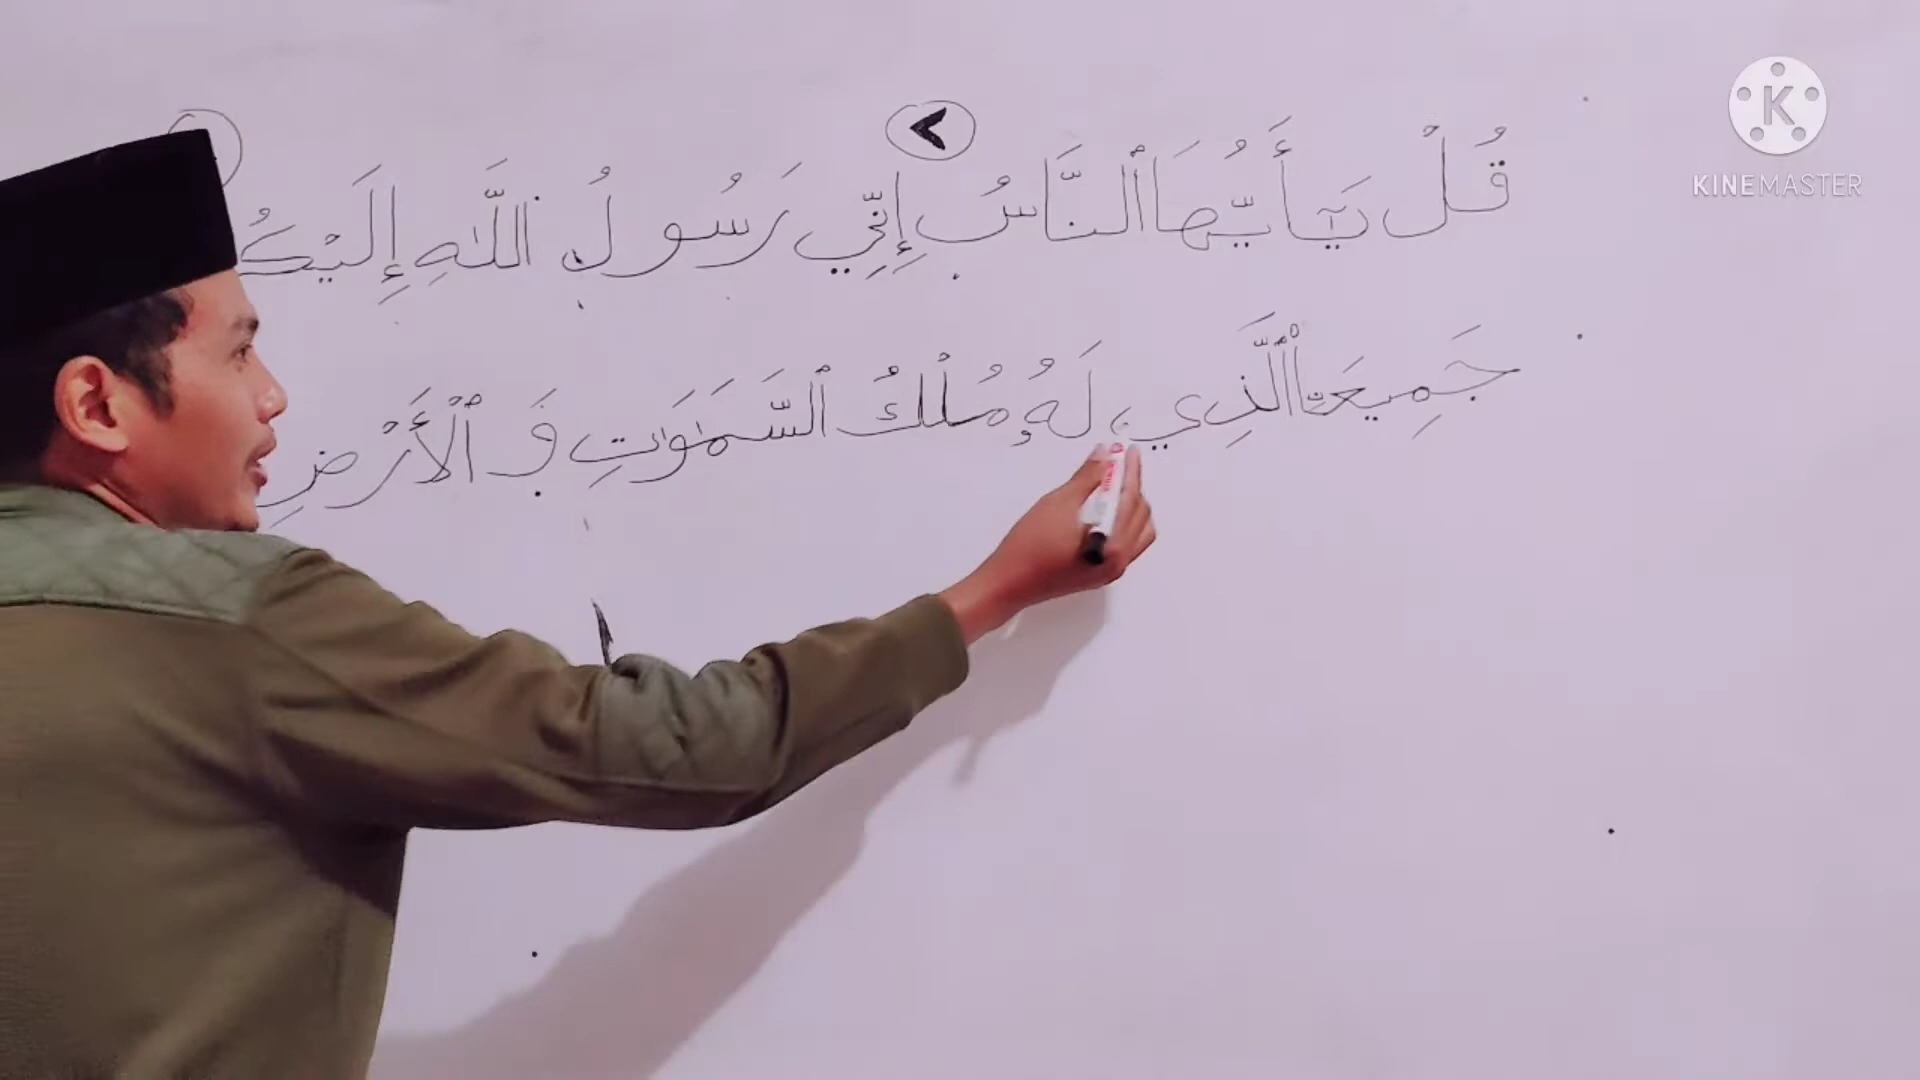 قُلْ يَٰٓأَيُّهَا ٱلنَّاسُ إِنِّي رَسُولُ ٱللَّهِ إِلَيْكُ
جَمِيعًا ٱلَّذِي لَهُۥ مُلْكُ ٱلسَّمَٰوَٰتِ وَ ٱلْأَرْضِ
KINEMASTER